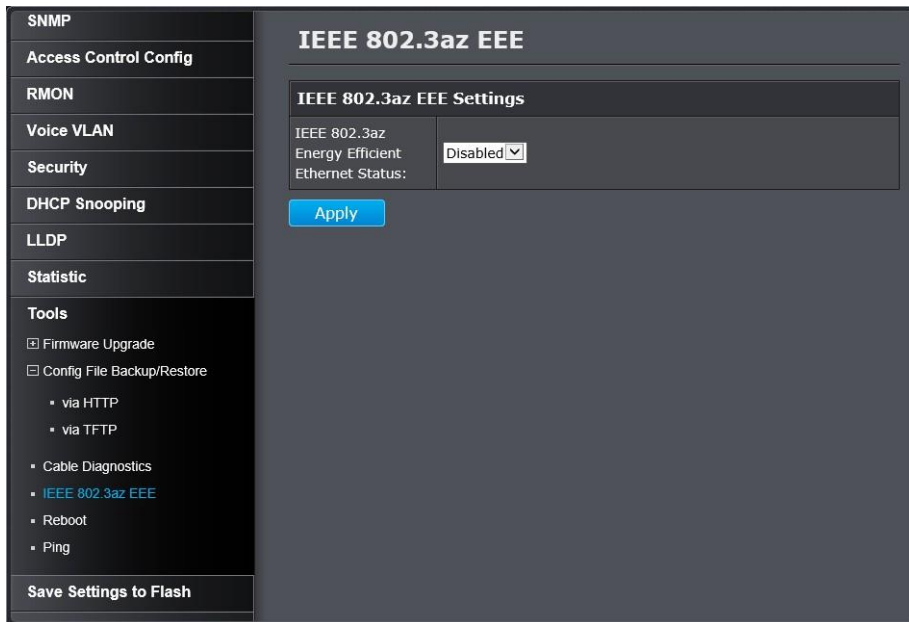 SNMP
Access Control Config
RMON
Voice VLAN
Security
DHCP Snooping
LLDP
Statistic
Tools
Firmware Upgrade
Config File Backup/Restore
via HTTP
via TFTP
Cable Diagnostics
IEEE 802.3az EEE
Reboot
Ping
Save Settings to Flash
IEEE 802.3az EEE
IEEE 802.3az EEE Settings
IEEE 802.3az
Energy Efficient
Ethernet Status:
Disabled
Apply